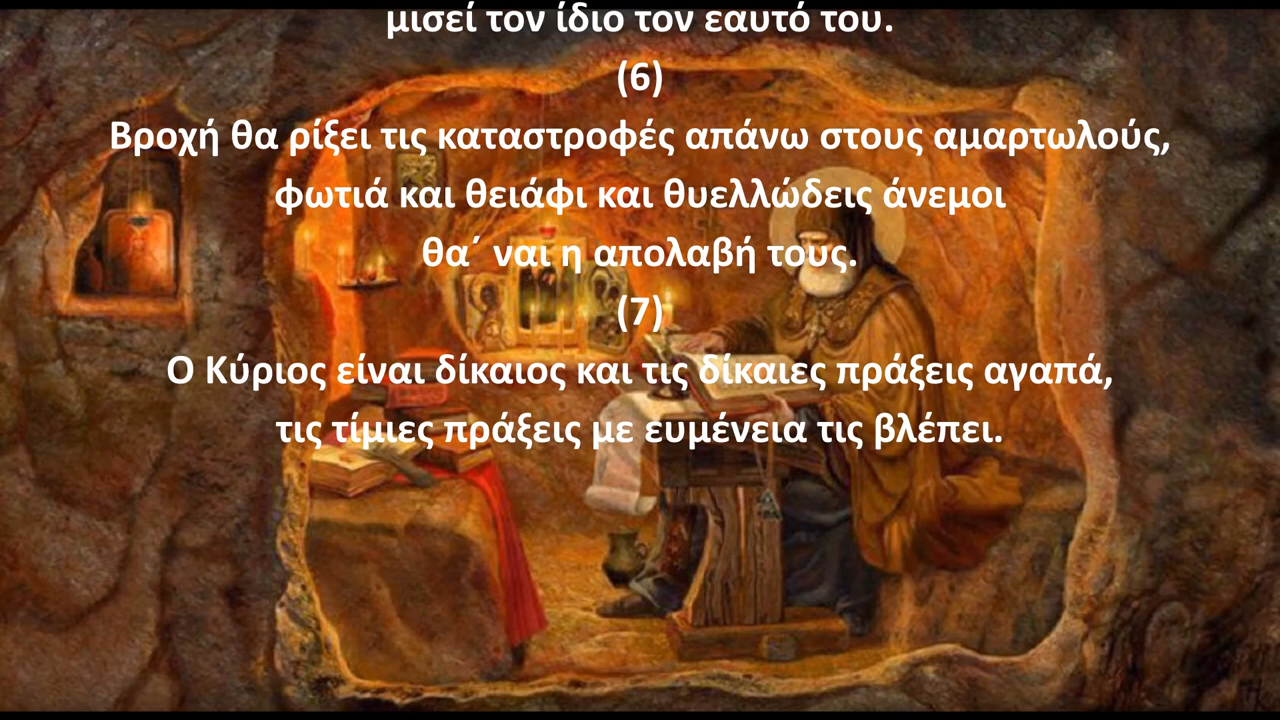 μισεί τον ίδιο τον εαυτό του.
(6)
Βροχή θα ρίξει τις καταστροφές απάνω στους αμαρτωλούς,
φωτιά και θειάφι και θυελλώδεις άνεμοι
θα΄ ναι η απολαβή τους.
(7)
Ο Κύριος είναι δίκαιος και τις δίκαιες πράξεις αγαπά,
τις τίμιες πράξεις με ευμένεια τις βλέπει.